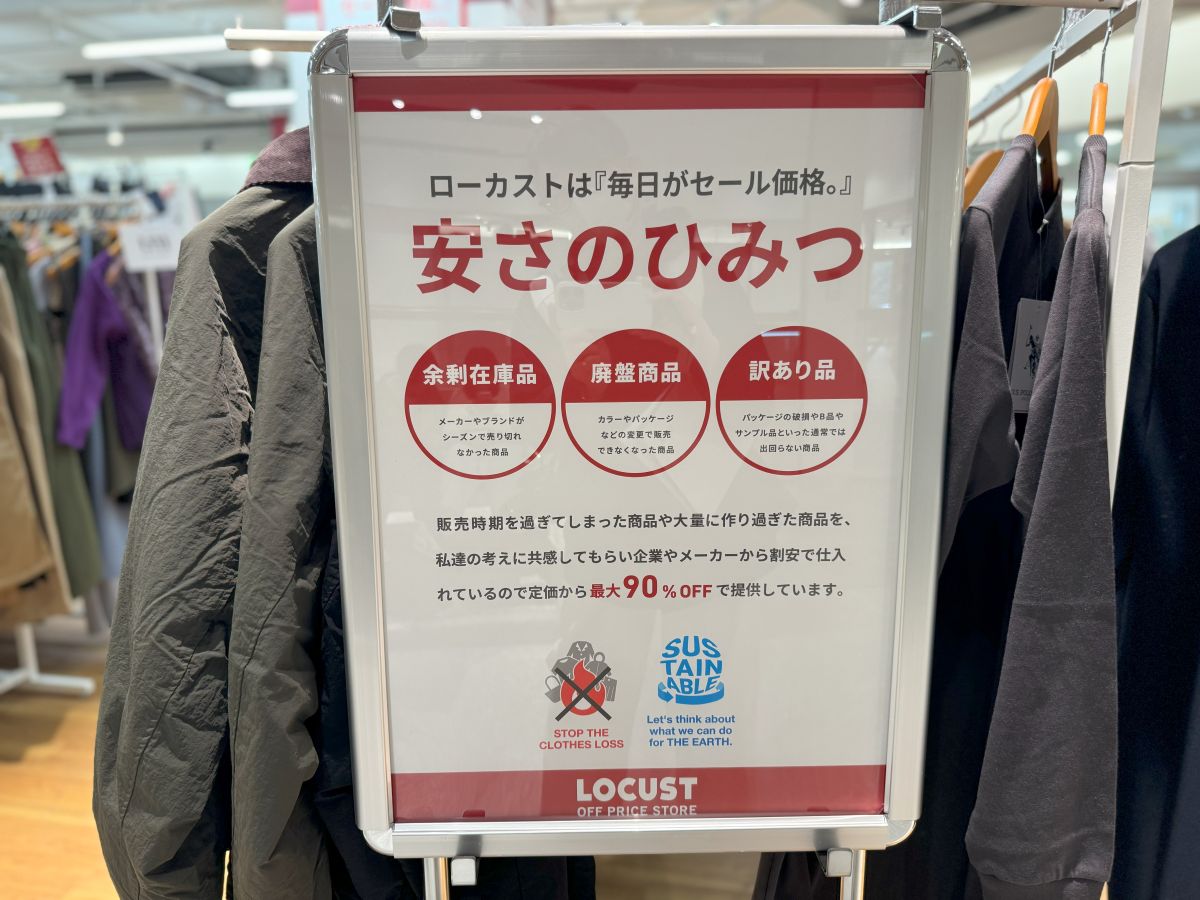 ローカストは『毎日がセール価格。』
安さのひみつ
余剰在庫品
メーカーやブランドが
シーズンで売り切れ
なかった商品
廃盤商品
カラーやパッケージ
などの変更で販売
できなくなった商品
訳あり品
パッケージの破損やB品や
サンプル品といった通常では
出回らない商品
販売時期を過ぎてしまった商品や大量に作り過ぎた商品を、
私達の考えに共感してもらい企業やメーカーから割安で仕入
れているので定価から最大90%OFFで提供しています。
STOP THE
CLOTHES LOSS
SUS
TAIN
ABLE
Let's think about
what we can do
for THE EARTH.
LOCUST
OFF PRICE STORE